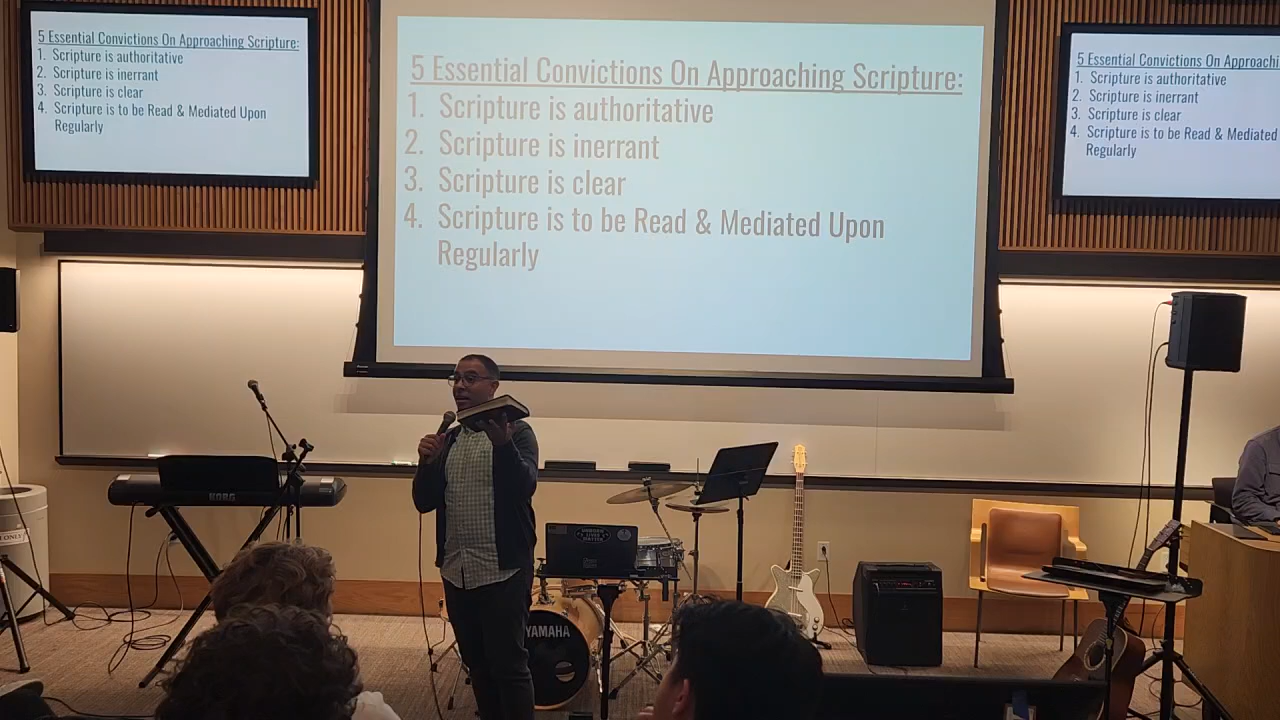 5 Essential Convictions On Approaching Scripture:
1. Scripture is authoritative
2. Scripture is inerrant
3. Scripture is clear
4. Scripture is to be Read & Mediated Upon
Regularly
5 Essential Convictions On Approaching Scripture:
1. Scripture is authoritative
2. Scripture is inerrant
3. Scripture is clear
4. Scripture is to be Read & Mediated Upon
Regularly
5 Essential Convictions On Approachi
1. Scripture is authoritative
2. Scripture is inerrant
3. Scripture is clear
4. Scripture is to be Read & Mediated
Regularly
KORG
YAMAHA